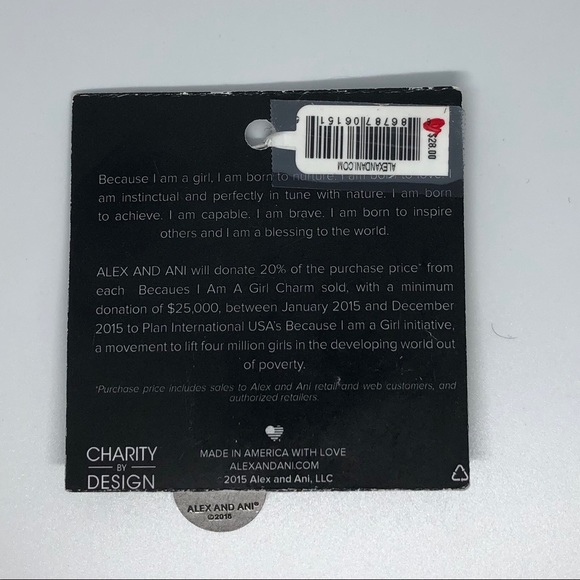 $28.00
ALEXANDANI.COM
Because I am a girl, I am born to nurture. I am born to love. I
am instinctual and perfectly in tune with nature. I am born
to achieve. I am capable. I am brave. I am born to inspire
others and I am a blessing to the world.
ALEX AND ANI will donate 20% of the purchase price* from
each Becaues I Am A Girl Charm sold, with a minimum
donation of $25,000, between January 2015 and December
2015 to Plan International USA's Because I am a Girl initiative,
a movement to lift four million girls in the developing world out
of poverty.
*Purchase price includes sales to Alex and Ani retail and web customers, and
authorized retailers.
CHARITY
BY
DESIGN
MADE IN AMERICA WITH LOVE
ALEXANDANI.COM
2015 Alex and Ani, LLC
ALEX AND ANI®